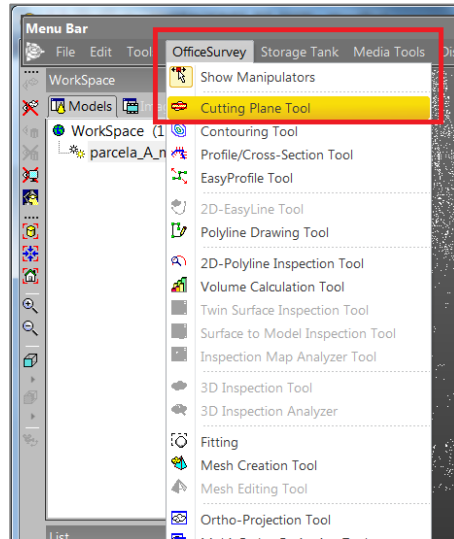 Menu Bar
File Edit Tool OfficeSurvey Storage Tank Media Tools
WorkSpace
Show Manipulators
Models
Cutting Plane Tool
WorkSpace (1
Contouring Tool
parcela_A_n
Profile/Cross-Section Tool
EasyProfile Tool
2D-EasyLine Tool
Polyline Drawing Tool
2D-Polyline Inspection Tool
Volume Calculation Tool
Twin Surface Inspection Tool
Surface to Model Inspection Tool
Inspection Map Analyzer Tool
3D Inspection Tool
3D Inspection Analyzer
Fitting
Mesh Creation Tool
Mesh Editing Tool
Ortho-Projection Tool
List